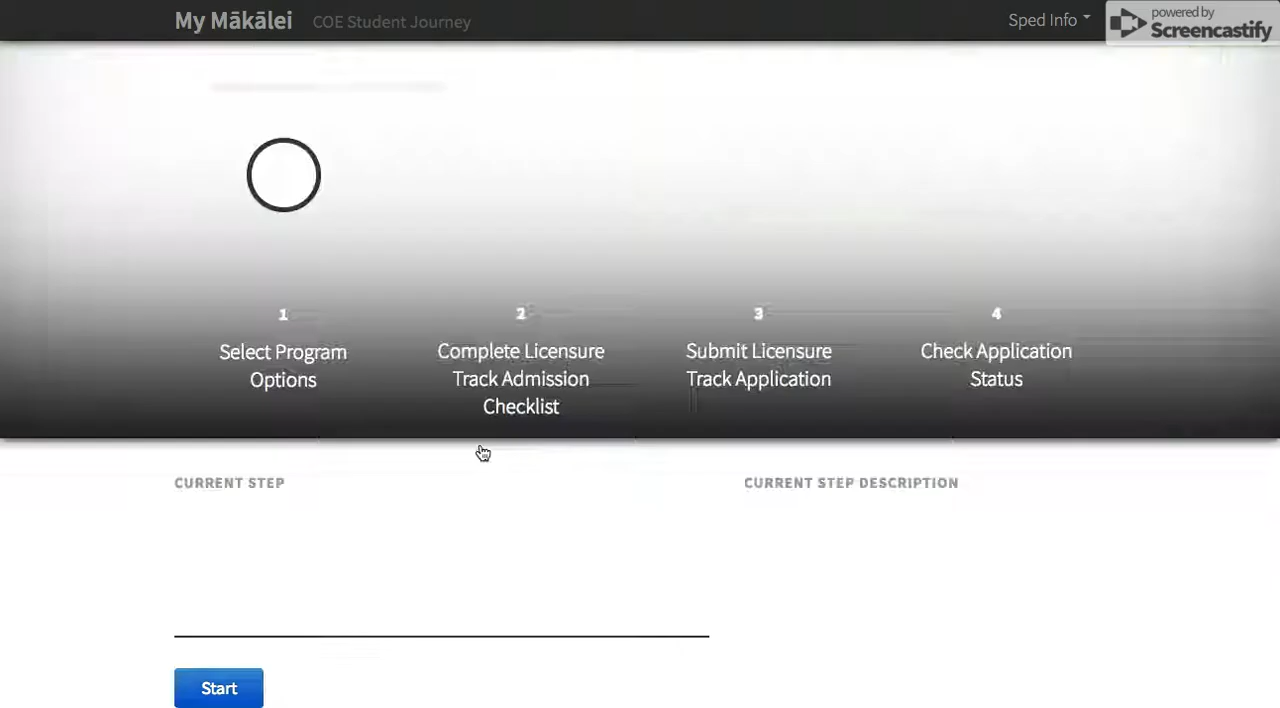 My Mākālei COE Student Journey Sped Info
powered by
Screencastify
1
Select Program
Options
2
Complete Licensure
Track Admission
Checklist
3
Submit Licensure
Track Application
4
Check Application
Status
CURRENT STEP
CURRENT STEP DESCRIPTION
Start